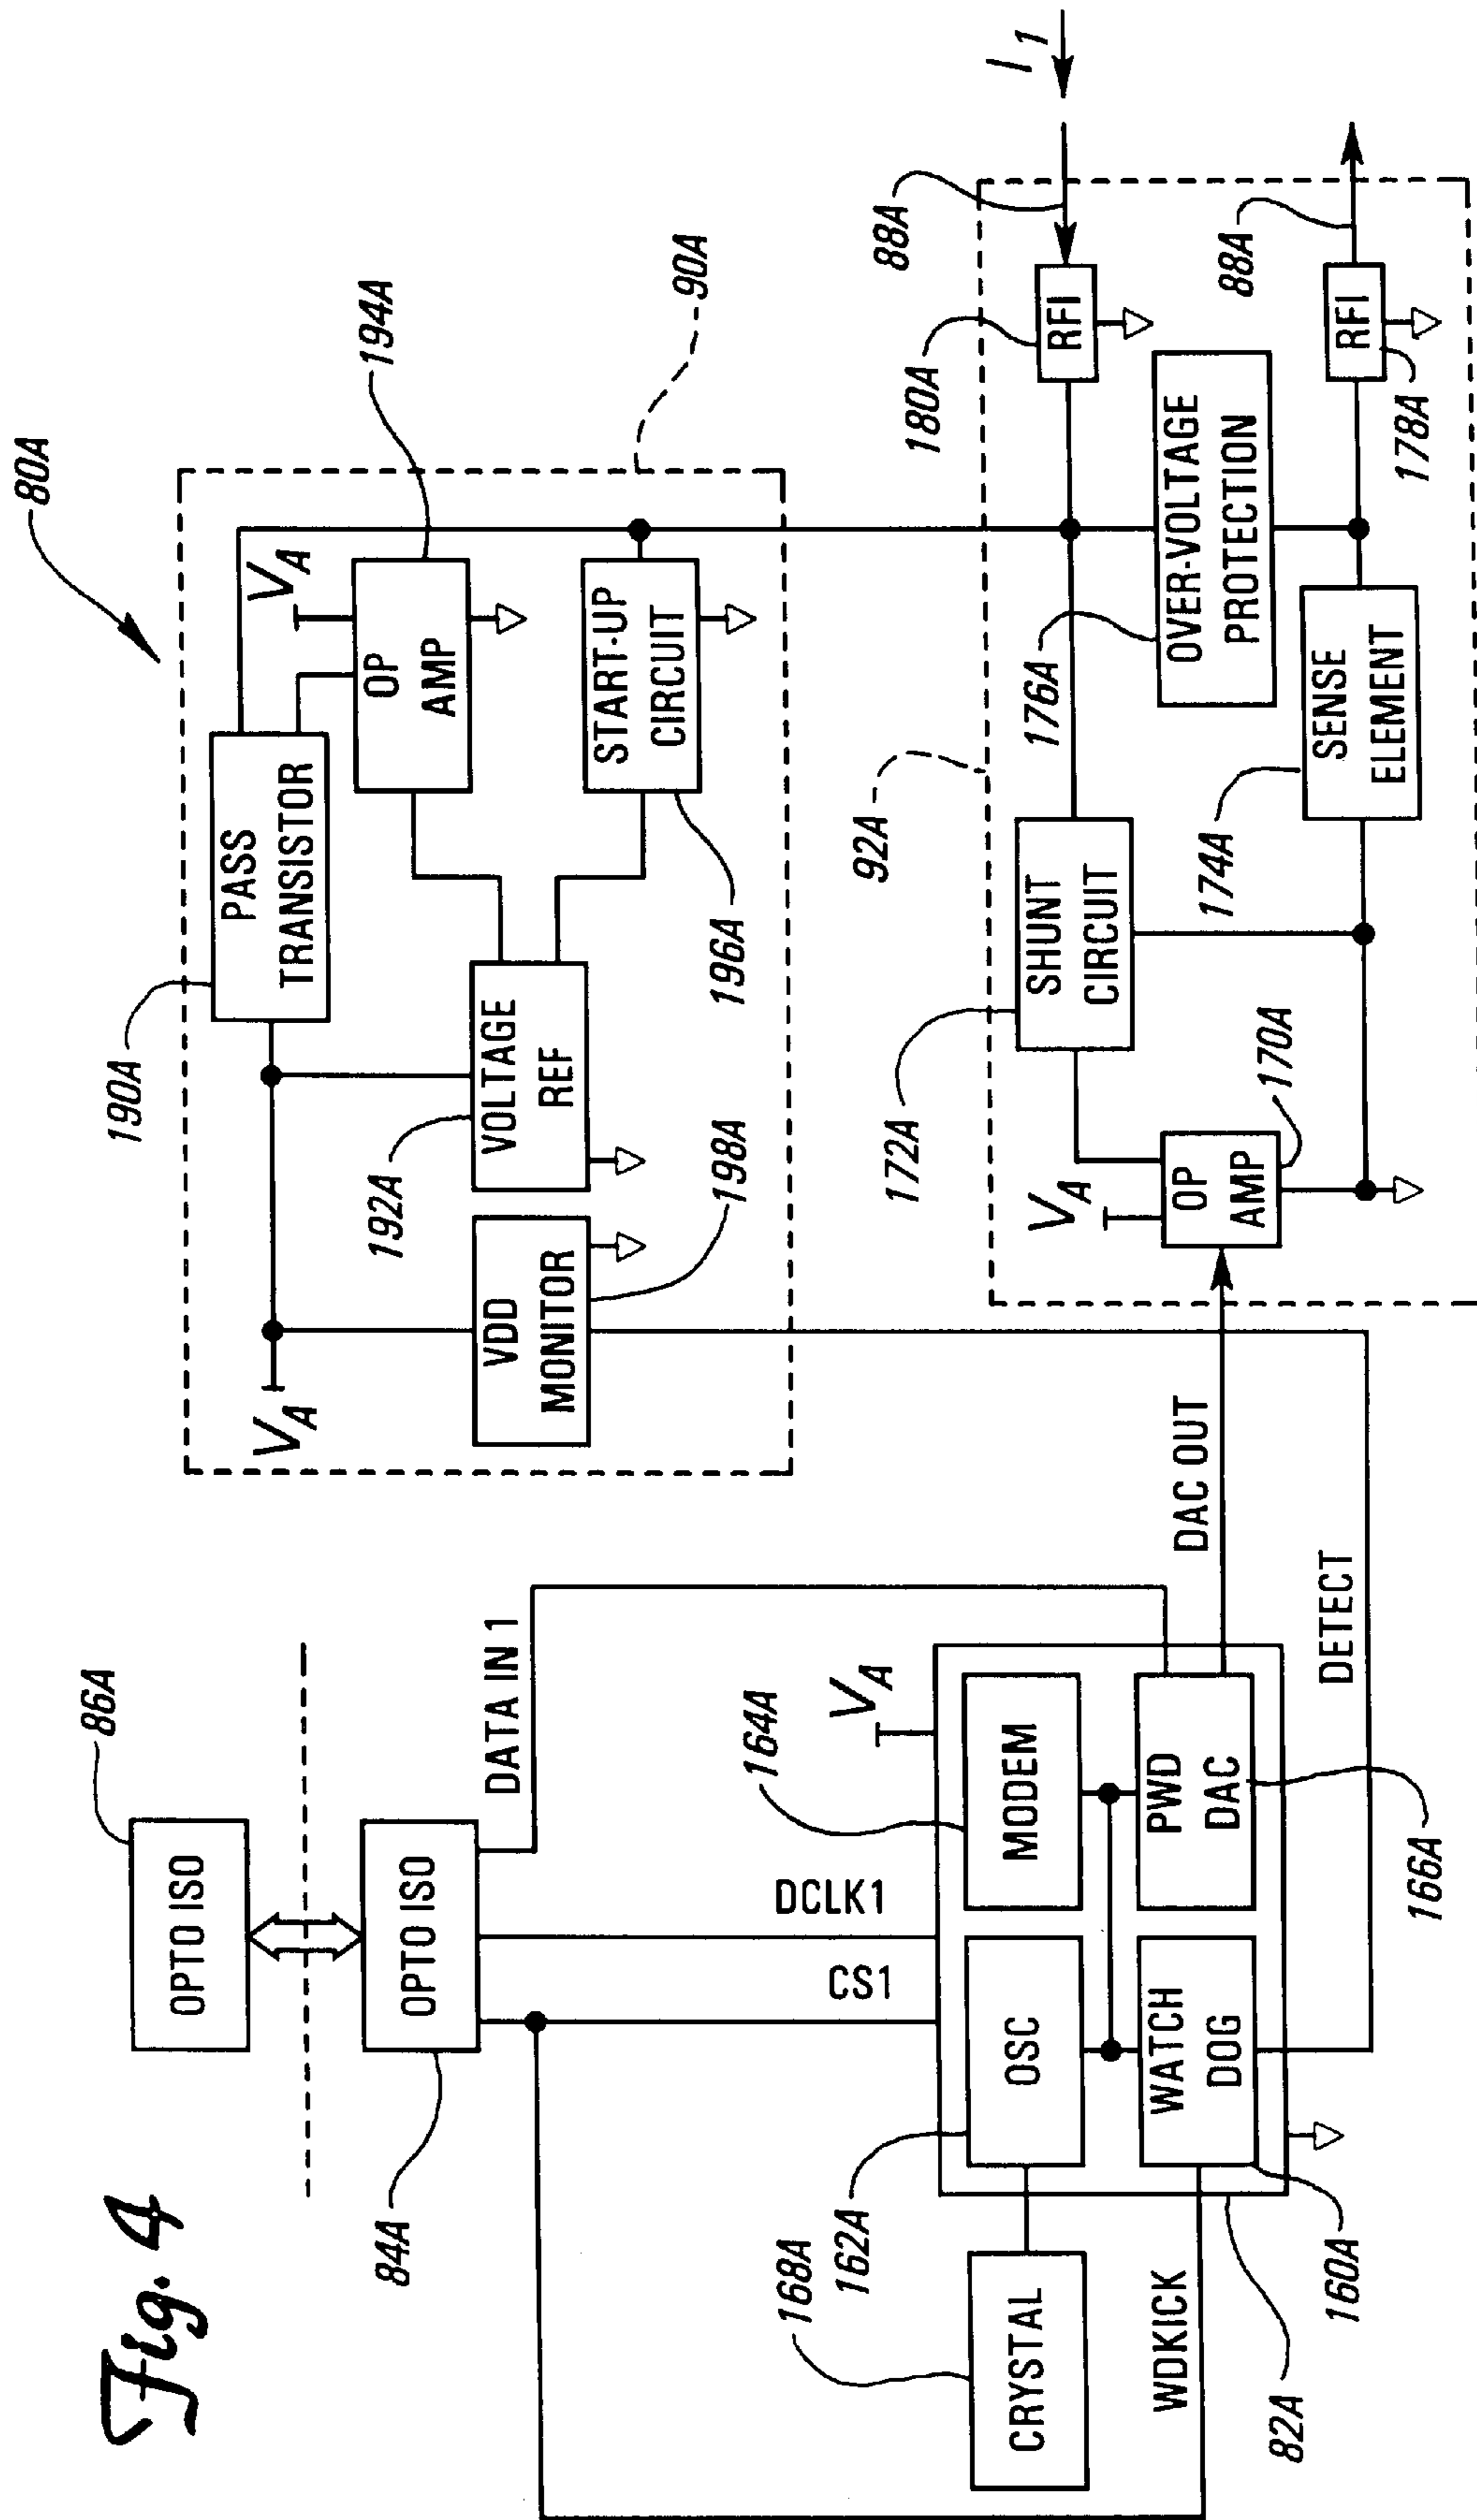 Fig. 4
80A
86A
OPTO ISO
84A
OPTO ISO
DATA IN 1
DCLK1
CS1
190A
PASS
TRANSISTOR
VA
VA
194A
OP
AMP
192A
VOLTAGE
REF
START-UP
CIRCUIT
196A
VDD
MONITOR
198A
90A
168A
CRYSTAL
162A
OSC
164A
MODEM
VA
WDKICK
WATCH
DOG
PWD
DAC
82A
160A
166A
DETECT
DAC OUT
92A
172A
SHUNT
CIRCUIT
VA
OP
AMP
170A
174A
SENSE
ELEMENT
176A
OVER-VOLTAGE
PROTECTION
180A
RFI
88A
I1
88A
RFI
178A